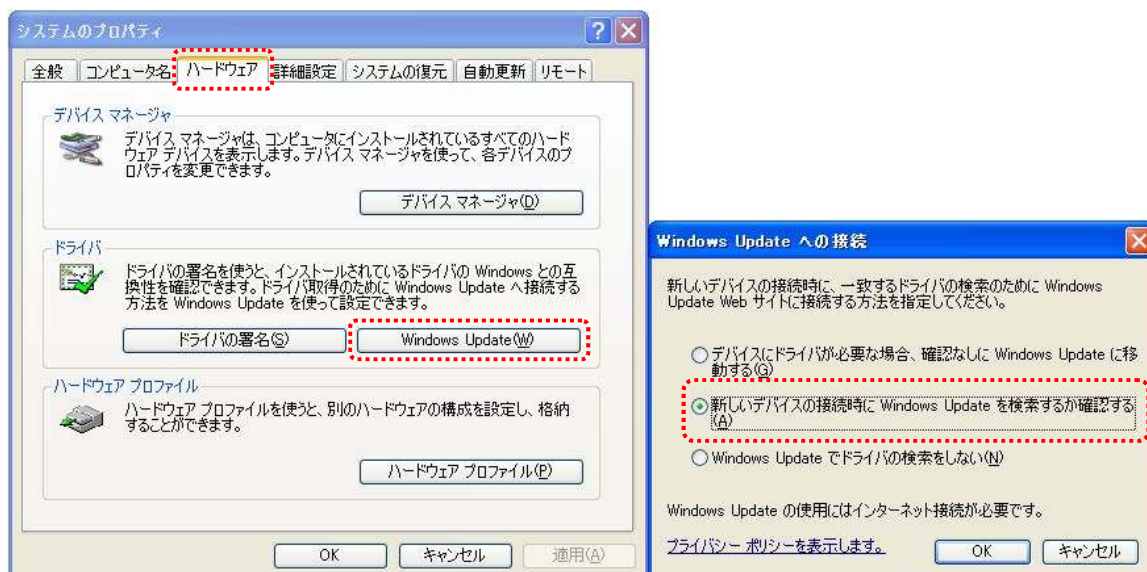 システムのプロパティ
全般 コンピュータ名 ハードウェア 詳細設定 システムの復元 自動更新 リモート
デバイス マネージャ
デバイス マネージャは、コンピュータにインストールされているすべてのハード
ウェア デバイスを表示します。デバイス マネージャを使って、各デバイスのプ
ロパティを変更できます。
デバイス マネージャ(D)
ドライバ
ドライバの署名を使うと、インストールされているドライバの Windows との互
換性を確認できます。ドライバ取得のために Windows Update へ接続する
方法を Windows Update を使って設定できます。
ドライバの署名(S) Windows Update(W)
ハードウェア プロファイル
ハードウェア プロファイルを使うと、別のハードウェアの構成を設定し、格納
することができます。
ハードウェア プロファイル(P)
OK キャンセル 適用(A)
Windows Update への接続
新しいデバイスの接続時に、一致するドライバの検索のために Windows
Update Web サイトに接続する方法を指定してください。
デバイスにドライバが必要な場合、確認なしに Windows Update に移
動する(G)
新しいデバイスの接続時に Windows Update を検索するか確認する
(A)
Windows Update でドライバの検索をしない(N)
Windows Update の使用にはインターネット接続が必要です。
プライバシー ポリシーを表示します。 OK キャンセル